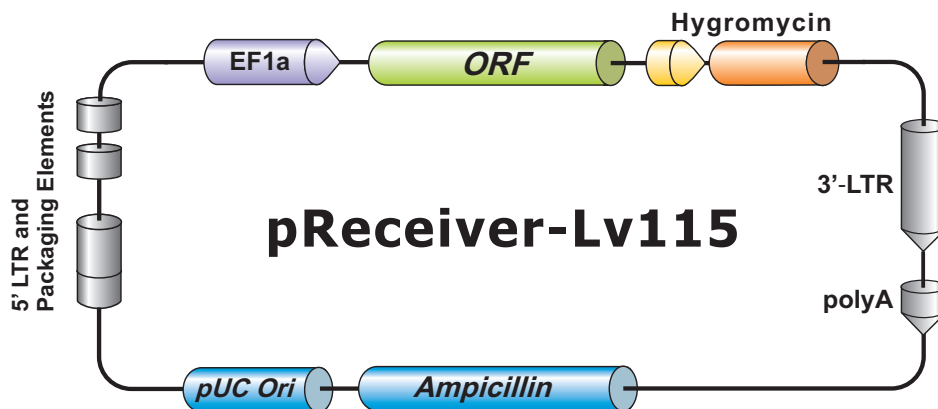 Hygromycin
EF1a
ORF
5' LTR and
Packaging Elements
3'-LTR
pReceiver-Lv115
polyA
pUC Ori
Ampicillin